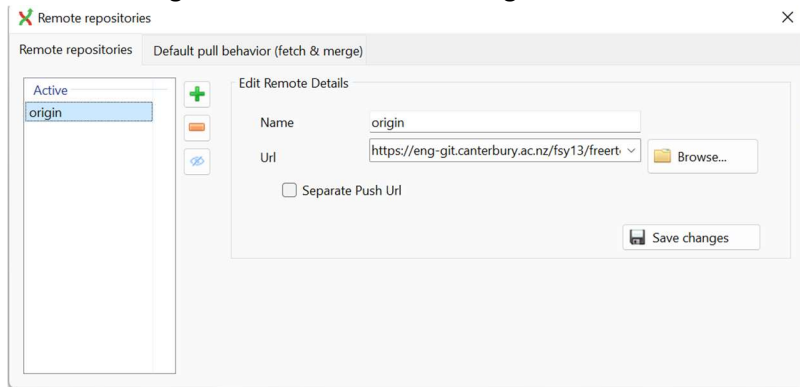 Remote repositories
Remote repositories Default pull behavior (fetch & merge)
Active
origin
Edit Remote Details
Name origin
Url https://eng-git.canterbury.ac.nz/fsy13/freert Browse...
Separate Push Url
Save changes